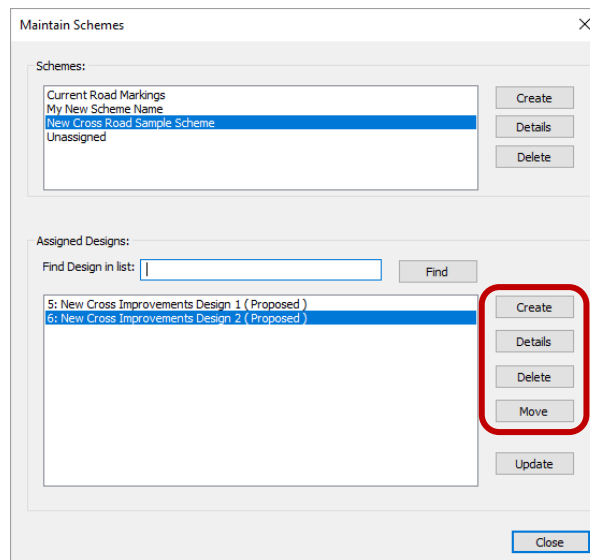 Maintain Schemes
Schemes:
Current Road Markings
My New Scheme Name
New Cross Road Sample Scheme
Unassigned
Create
Details
Delete
Assigned Designs:
Find Design in list:
Find
5: New Cross Improvements Design 1 ( Proposed )
6: New Cross Improvements Design 2 ( Proposed )
Create
Details
Delete
Move
Update
Close